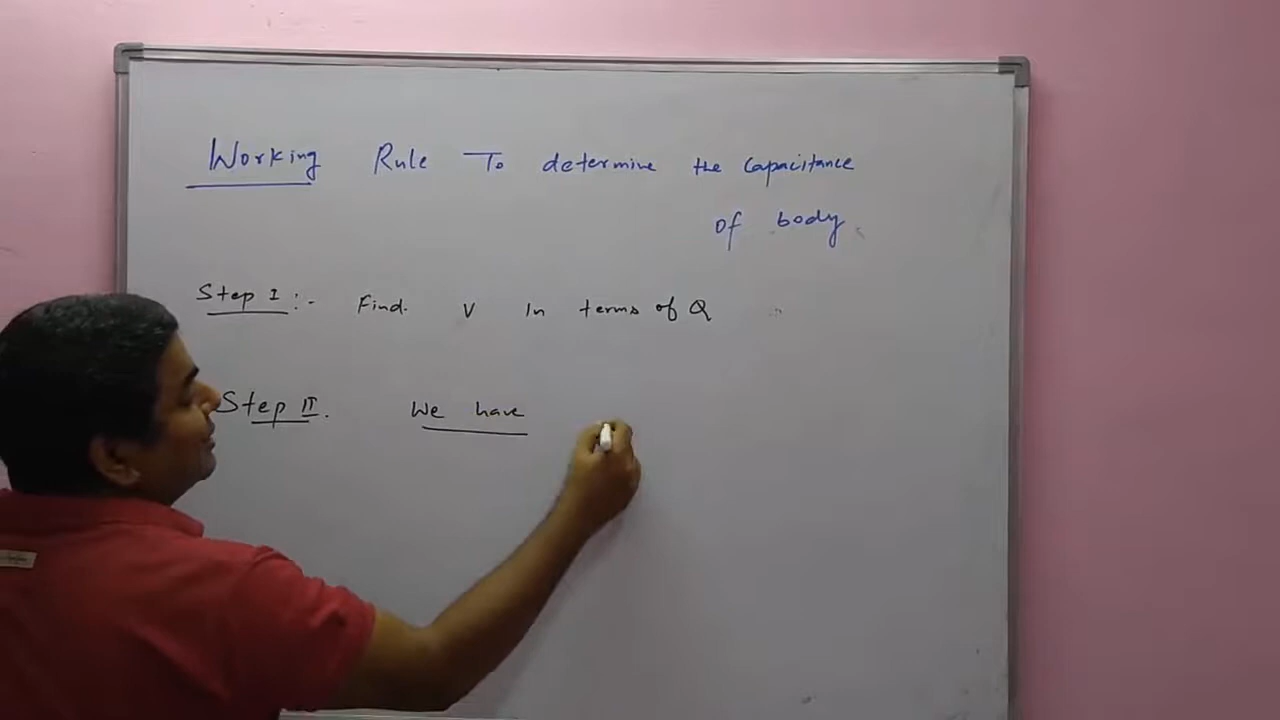 Working Rule To determine the Capacitance
of body
Step I :- Find. V In terms of Q
Step II. We have